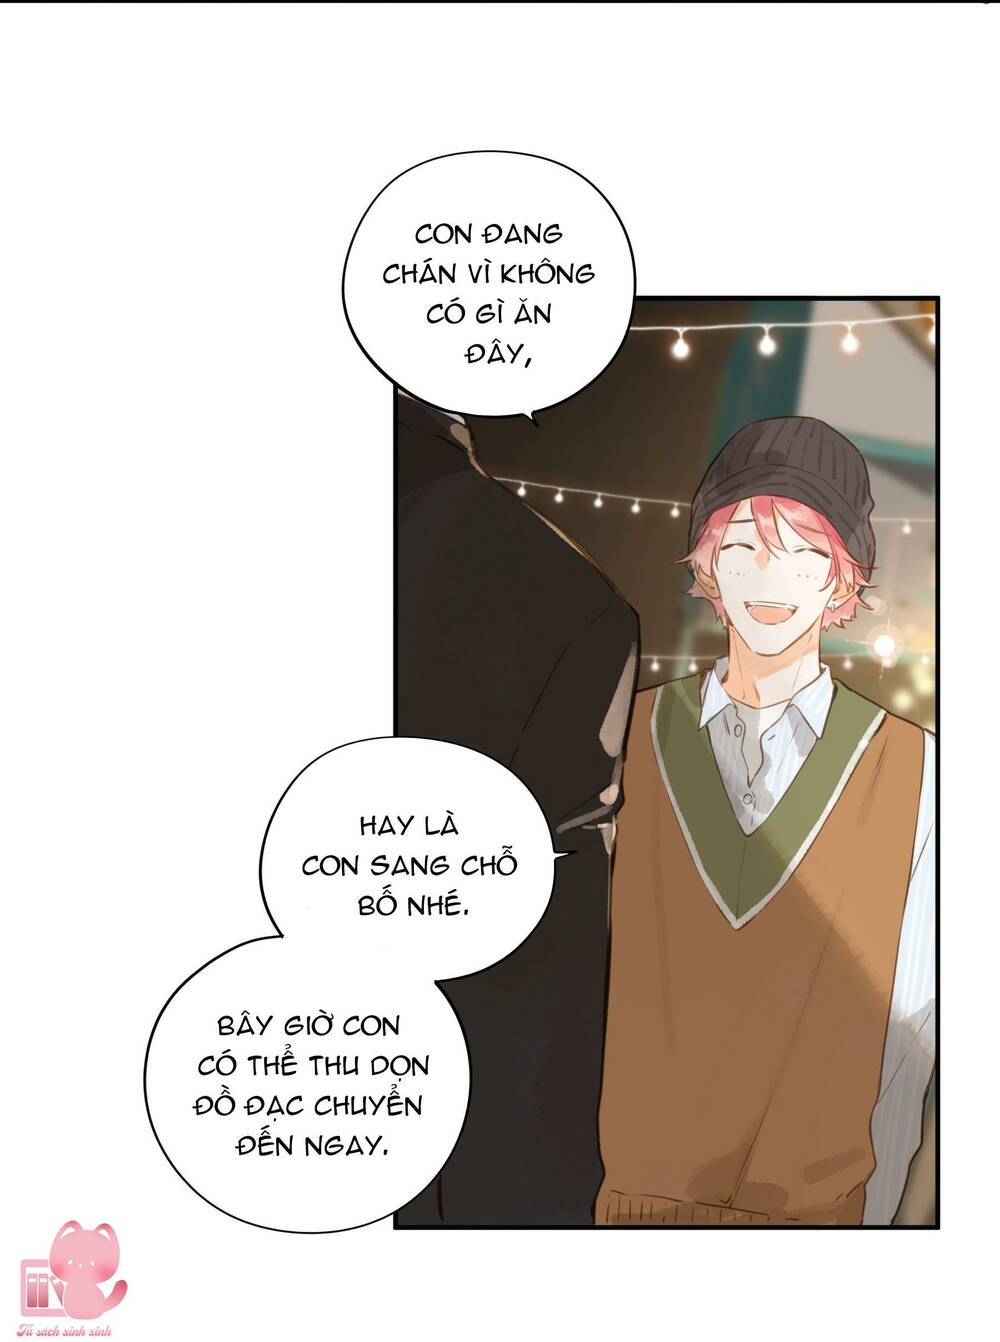 CON ĐANG
CHÁN VÌ KHÔNG
CÓ GÌ ĂN
ĐÂY,
HAY LÀ
CON SANG CHỖ
BỐ NHÉ.
BÂY GIỜ CON
CÓ THỂ THU DỌN
ĐỒ ĐẠC CHUYỂN
ĐẾN NGAY.
Tủ sách xinh xinh